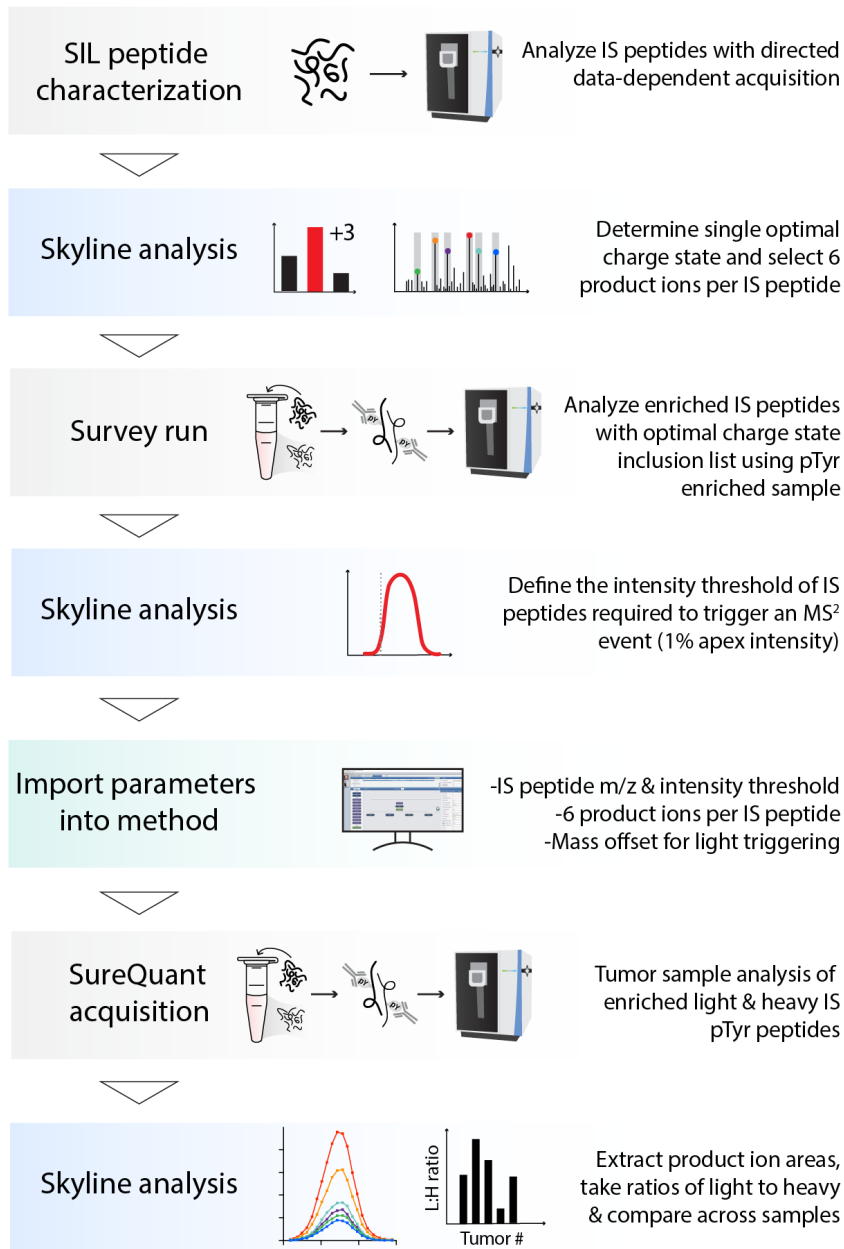 SIL peptide
characterization
Analyze IS peptides with directed
data-dependent acquisition
Skyline analysis
+3
Determine single optimal
charge state and select 6
product ions per IS peptide
Survey run
pY
pY
Analyze enriched IS peptides
with optimal charge state
inclusion list using pTyr
enriched sample
Skyline analysis
Define the intensity threshold of IS
peptides required to trigger an MS²
event (1% apex intensity)
Import parameters
into method
-IS peptide m/z & intensity threshold
-6 product ions per IS peptide
-Mass offset for light triggering
SureQuant
acquisition
pY
pY
Tumor sample analysis of
enriched light & heavy IS
pTyr peptides
Skyline analysis
L:H ratio
Tumor #
Extract product ion areas,
take ratios of light to heavy
& compare across samples